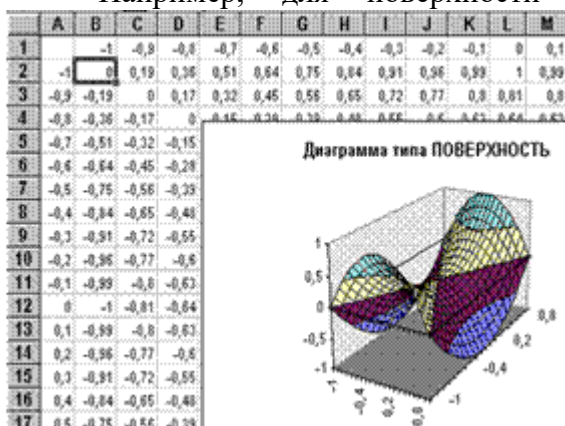 Например, для поверхности
A B C D E F G H I J K L M
1 -1 -0,9 -0,8 -0,7 -0,6 -0,5 -0,4 -0,3 -0,2 -0,1 0 0,1
2 -1 0 0,19 0,36 0,51 0,64 0,75 0,84 0,91 0,96 0,99 1 0,99
3 -0,9 -0,19 0 0,17 0,32 0,45 0,56 0,65 0,72 0,77 0,8 0,81 0,8
4 -0,8 -0,36 -0,17 0
5 -0,7 -0,51 -0,32 -0,15
Диаграмма типа ПОВЕРХНОСТЬ
6 -0,6 -0,64 -0,45 -0,28
7 -0,5 -0,75 -0,56 -0,39
8 -0,4 -0,84 -0,65 -0,48
9 -0,3 -0,91 -0,72 -0,55
10 -0,2 -0,96 -0,77 -0,6
11 -0,1 -0,99 -0,8 -0,63
12 0 -1 -0,81 -0,64
13 0,1 -0,99 -0,8 -0,63
14 0,2 -0,96 -0,77 -0,6
15 0,3 -0,91 -0,72 -0,55
16 0,4 -0,84 -0,65 -0,48
17 0,5 -0,75 -0,56 -0,39
1
0,5
0
-0,5
-1
-1
-0,4
0,2
0,8
-1
-0,4
0,2
0,8